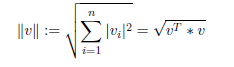 ‖v‖ := √(∑_{i=1}^{n} |v_i|²) = √(v^T * v)